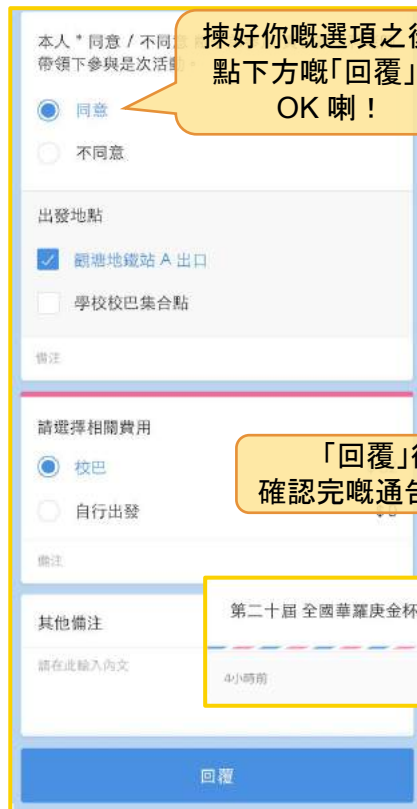 本人 * 同意 / 不同
帶領下參與是次活動
揀好你嘅選項之後
點下方嘅「回覆」
OK 喇！
同意
不同意
出發地點
觀塘地鐵站 A 出口
學校校巴集合點
備注
請選擇相關費用
校巴
「回覆」
確認完嘅通告
自行出發
備注
第二十屆 全國華羅庚金杯
其他備注
請在此輸入內文
4小時前
回覆